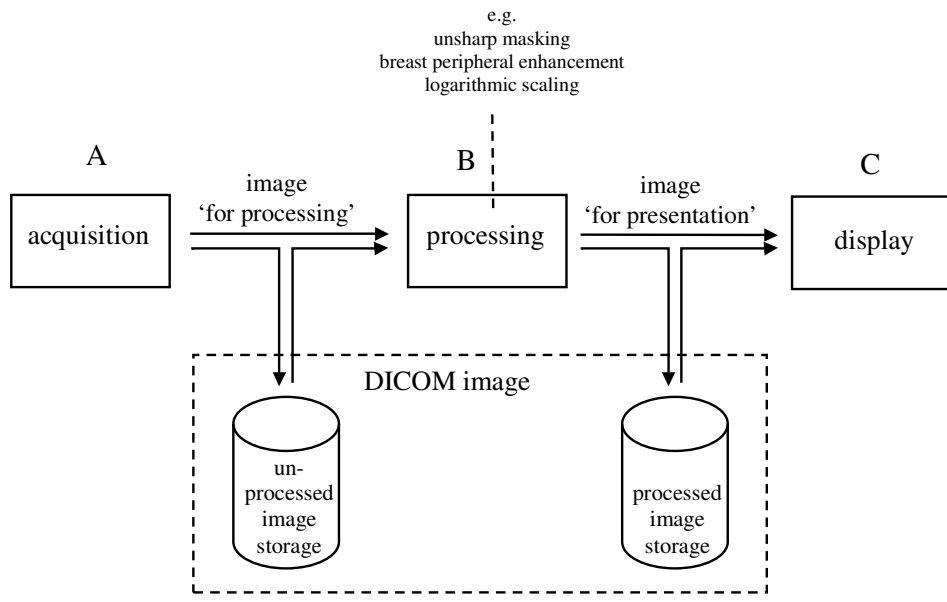 e.g.
unsharp masking
breast peripheral enhancement
logarithmic scaling
A
B
C
image
'for processing'
image
'for presentation'
acquisition
processing
display
DICOM image
un-
processed
image
storage
processed
image
storage